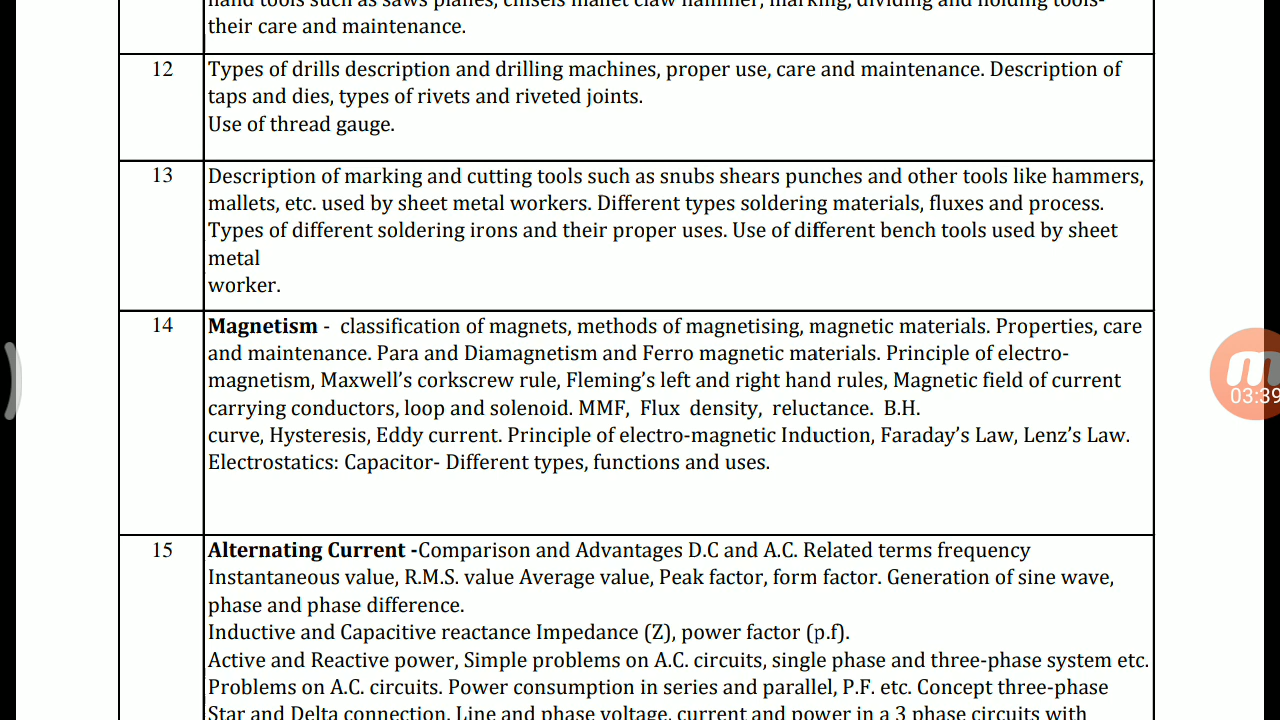 hand tools such as saws planes, chisels mallet claw hammer, marking, dividing and holding tools-
their care and maintenance.
12
Types of drills description and drilling machines, proper use, care and maintenance. Description of
taps and dies, types of rivets and riveted joints.
Use of thread gauge.
13
Description of marking and cutting tools such as snubs shears punches and other tools like hammers,
mallets, etc. used by sheet metal workers. Different types soldering materials, fluxes and process.
Types of different soldering irons and their proper uses. Use of different bench tools used by sheet
metal
worker.
14
Magnetism - classification of magnets, methods of magnetising, magnetic materials. Properties, care
and maintenance. Para and Diamagnetism and Ferro magnetic materials. Principle of electro-
magnetism, Maxwell's corkscrew rule, Fleming's left and right hand rules, Magnetic field of current
carrying conductors, loop and solenoid. MMF, Flux density, reluctance. B.H.
curve, Hysteresis, Eddy current. Principle of electro-magnetic Induction, Faraday's Law, Lenz's Law.
Electrostatics: Capacitor- Different types, functions and uses.
03:39
15
Alternating Current -Comparison and Advantages D.C and A.C. Related terms frequency
Instantaneous value, R.M.S. value Average value, Peak factor, form factor. Generation of sine wave,
phase and phase difference.
Inductive and Capacitive reactance Impedance (Z), power factor (p.f).
Active and Reactive power, Simple problems on A.C. circuits, single phase and three-phase system etc.
Problems on A.C. circuits. Power consumption in series and parallel, P.F. etc. Concept three-phase
Star and Delta connection. Line and phase voltage, current and power in a 3 phase circuits with